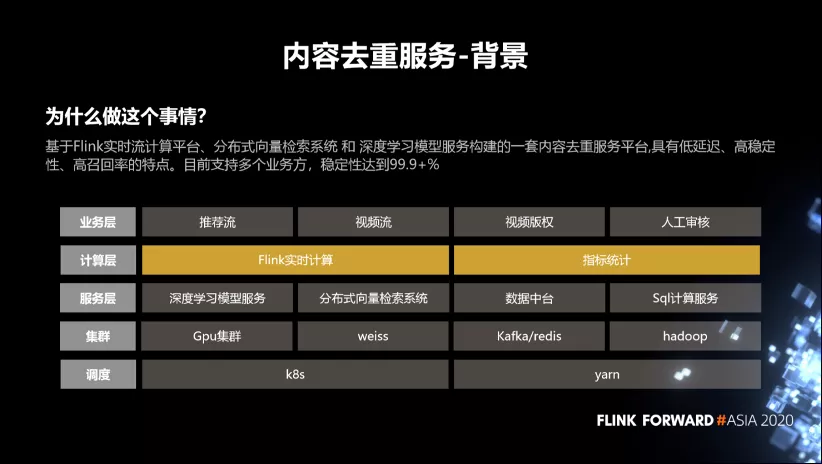 内容去重服务-背景
为什么做这个事情?
基于Flink实时流计算平台、分布式向量检索系统 和 深度学习模型服务构建的一套内容去重服务平台,具有低延迟、高稳定
性、高召回率的特点。目前支持多个业务方，稳定性达到99.9+%
业务层 推荐流 视频流 视频版权 人工审核
计算层 Flink实时计算 指标统计
服务层 深度学习模型服务 分布式向量检索系统 数据中台 Sql计算服务
集群 Gpu集群 weiss Kafka/redis hadoop
调度 k8s yarn
FLINK FORWARD #ASIA 2020